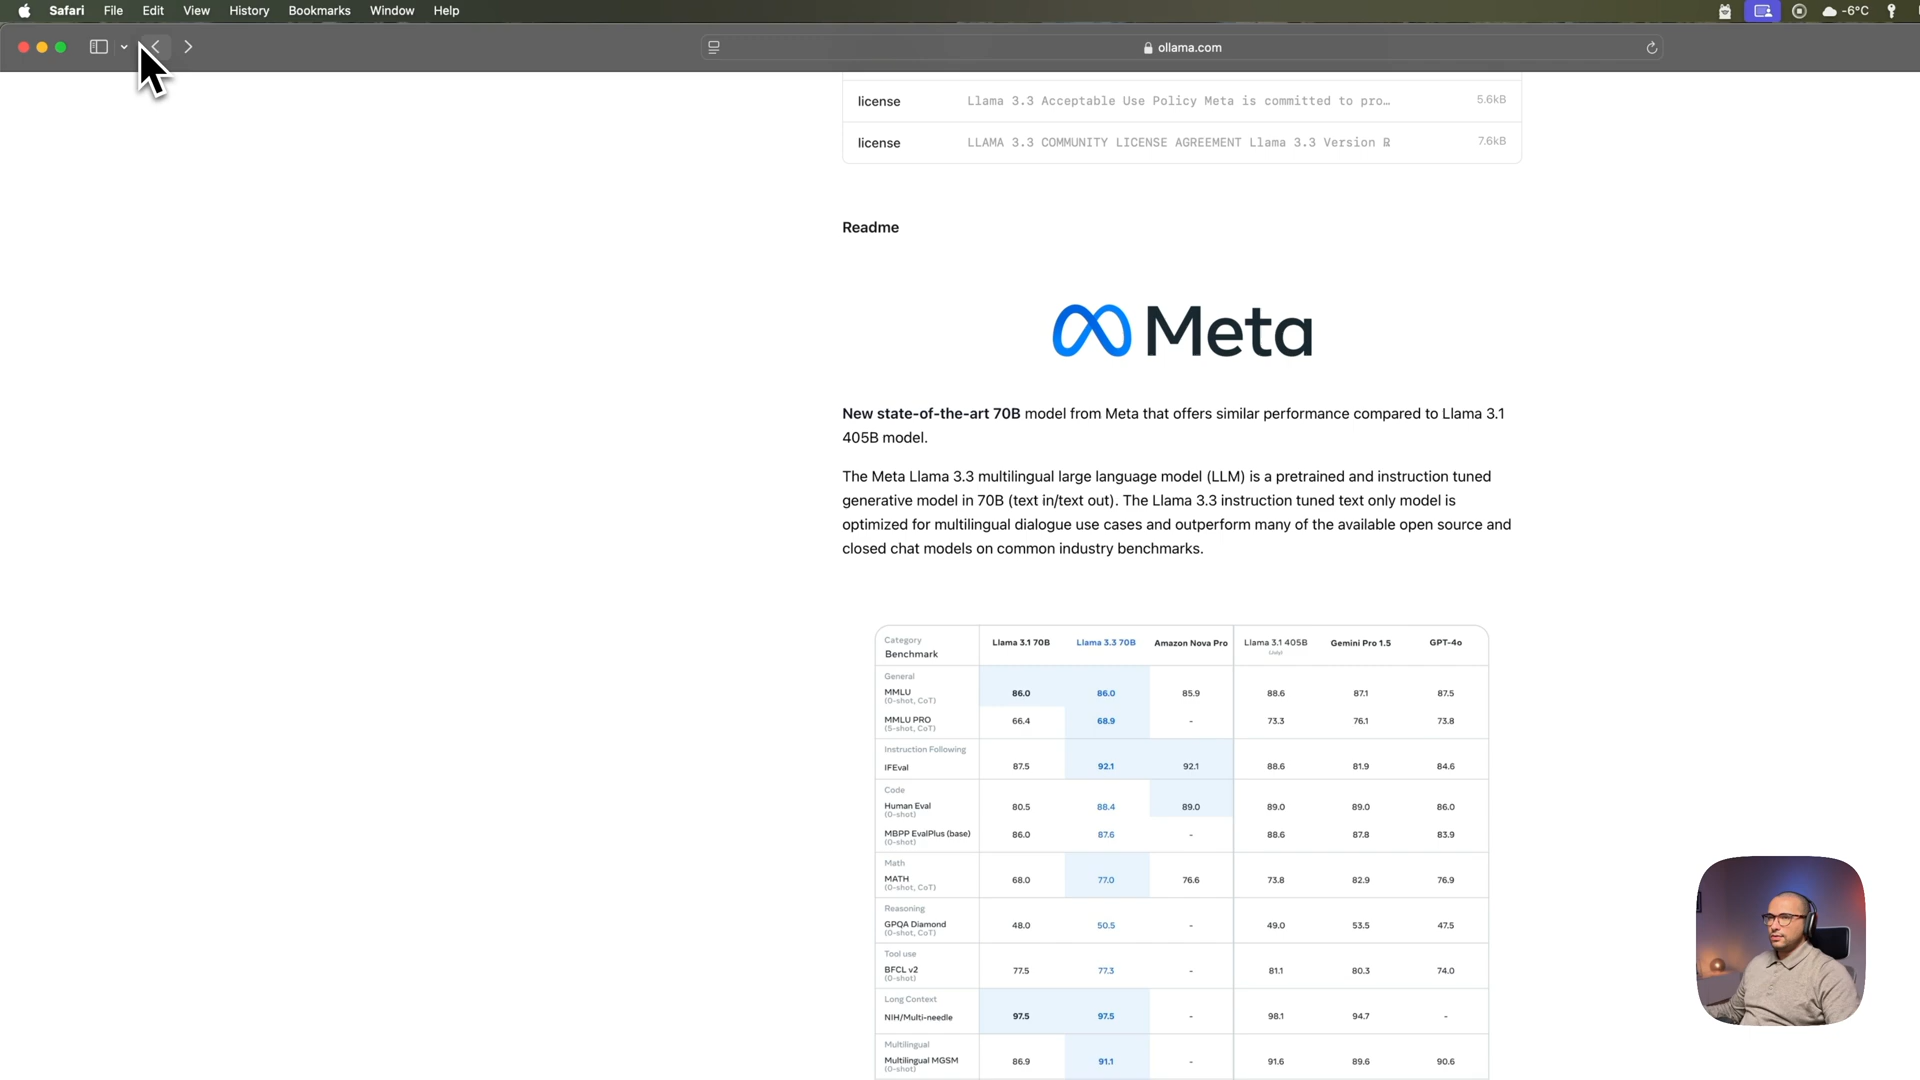 Safari File Edit View History Bookmarks Window Help -6°C
ollama.com
license Llama 3.3 Acceptable Use Policy Meta is committed to pro… 5.6kB
license LLAMA 3.3 COMMUNITY LICENSE AGREEMENT Llama 3.3 Version R 7.6kB
Readme
Meta
New state-of-the-art 70B model from Meta that offers similar performance compared to Llama 3.1
405B model.
The Meta Llama 3.3 multilingual large language model (LLM) is a pretrained and instruction tuned
generative model in 70B (text in/text out). The Llama 3.3 instruction tuned text only model is
optimized for multilingual dialogue use cases and outperform many of the available open source and
closed chat models on common industry benchmarks.
Category
Benchmark Llama 3.1 70B Llama 3.3 70B Amazon Nova Pro Llama 3.1 405B Gemini Pro 1.5 GPT-4o
General
MMLU 86.0 86.0 85.9 88.6 87.1 87.5
(0-shot, CoT)
MMLU PRO 66.4 68.9 - 73.3 76.1 73.8
(5-shot, CoT)
Instruction Following
IFEval 87.5 92.1 92.1 88.6 81.9 84.6
Code
Human Eval 80.5 88.4 89.0 89.0 89.0 86.0
(0-shot)
MBPP EvalPlus (base) 86.0 87.6 - 88.6 87.8 83.9
(0-shot)
Math
MATH 68.0 77.0 76.6 73.8 82.9 76.9
(0-shot, CoT)
Reasoning
GPQA Diamond 48.0 50.5 - 49.0 53.5 47.5
(0-shot, CoT)
Tool use
BFCL v2 77.5 77.3 - 81.1 80.3 74.0
(0-shot)
Long Context
NIH/Multi-needle 97.5 97.5 - 98.1 94.7 -
Multilingual
Multilingual MGSM 86.9 91.1 - 91.6 89.6 90.6
(0-shot)